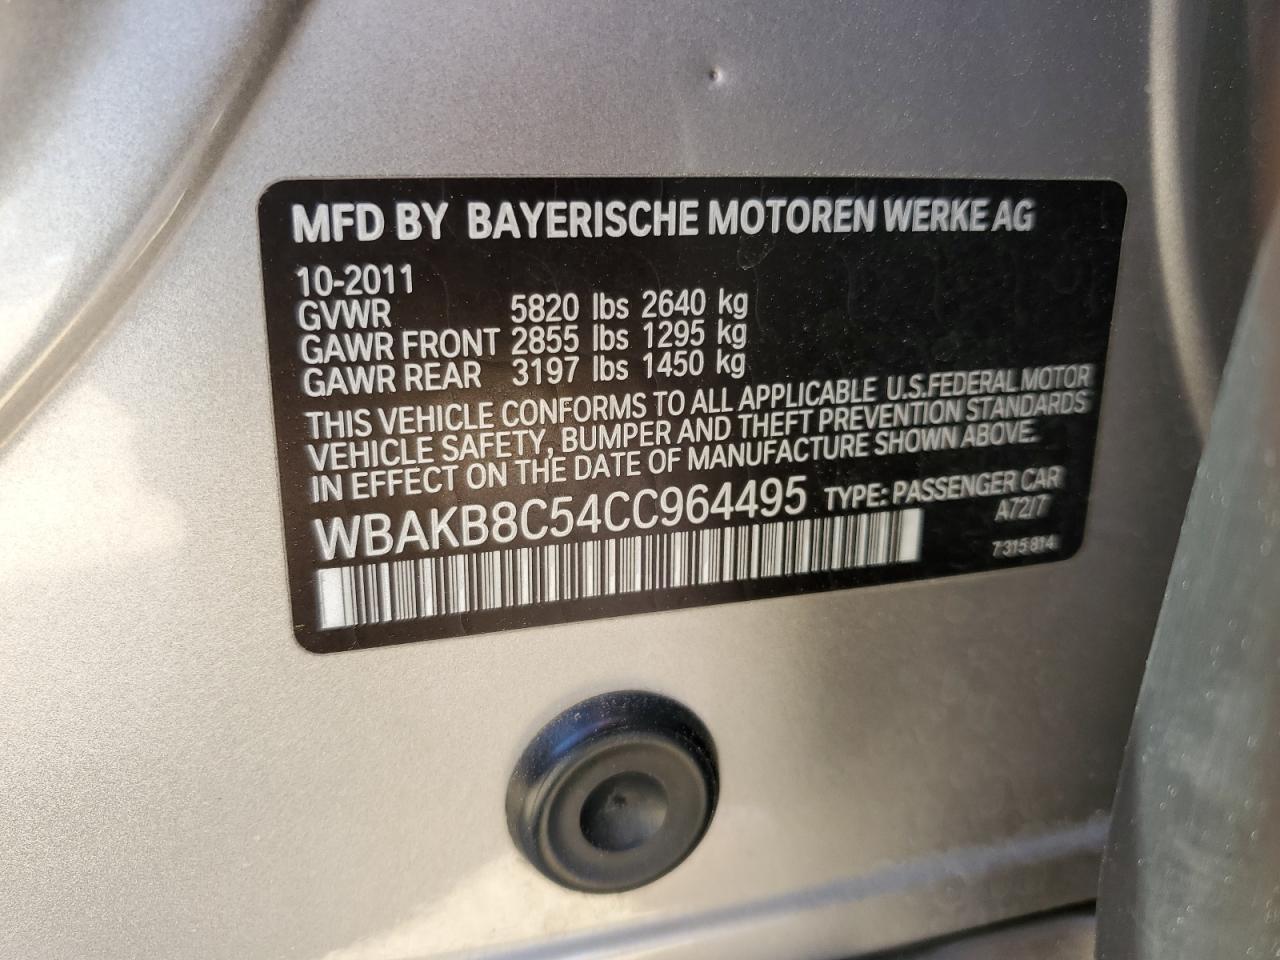 MFD BY BAYERISCHE MOTOREN WERKE AG
10-2011
GVWR 5820 lbs 2640 kg
GAWR FRONT 2855 lbs 1295 kg
GAWR REAR 3197 lbs 1450 kg
THIS VEHICLE CONFORMS TO ALL APPLICABLE U.S.FEDERAL MOTOR
VEHICLE SAFETY, BUMPER AND THEFT PREVENTION STANDARDS
IN EFFECT ON THE DATE OF MANUFACTURE SHOWN ABOVE.
WBAKB8C54CC964495 TYPE: PASSENGER CAR
A72/7
7 315 814